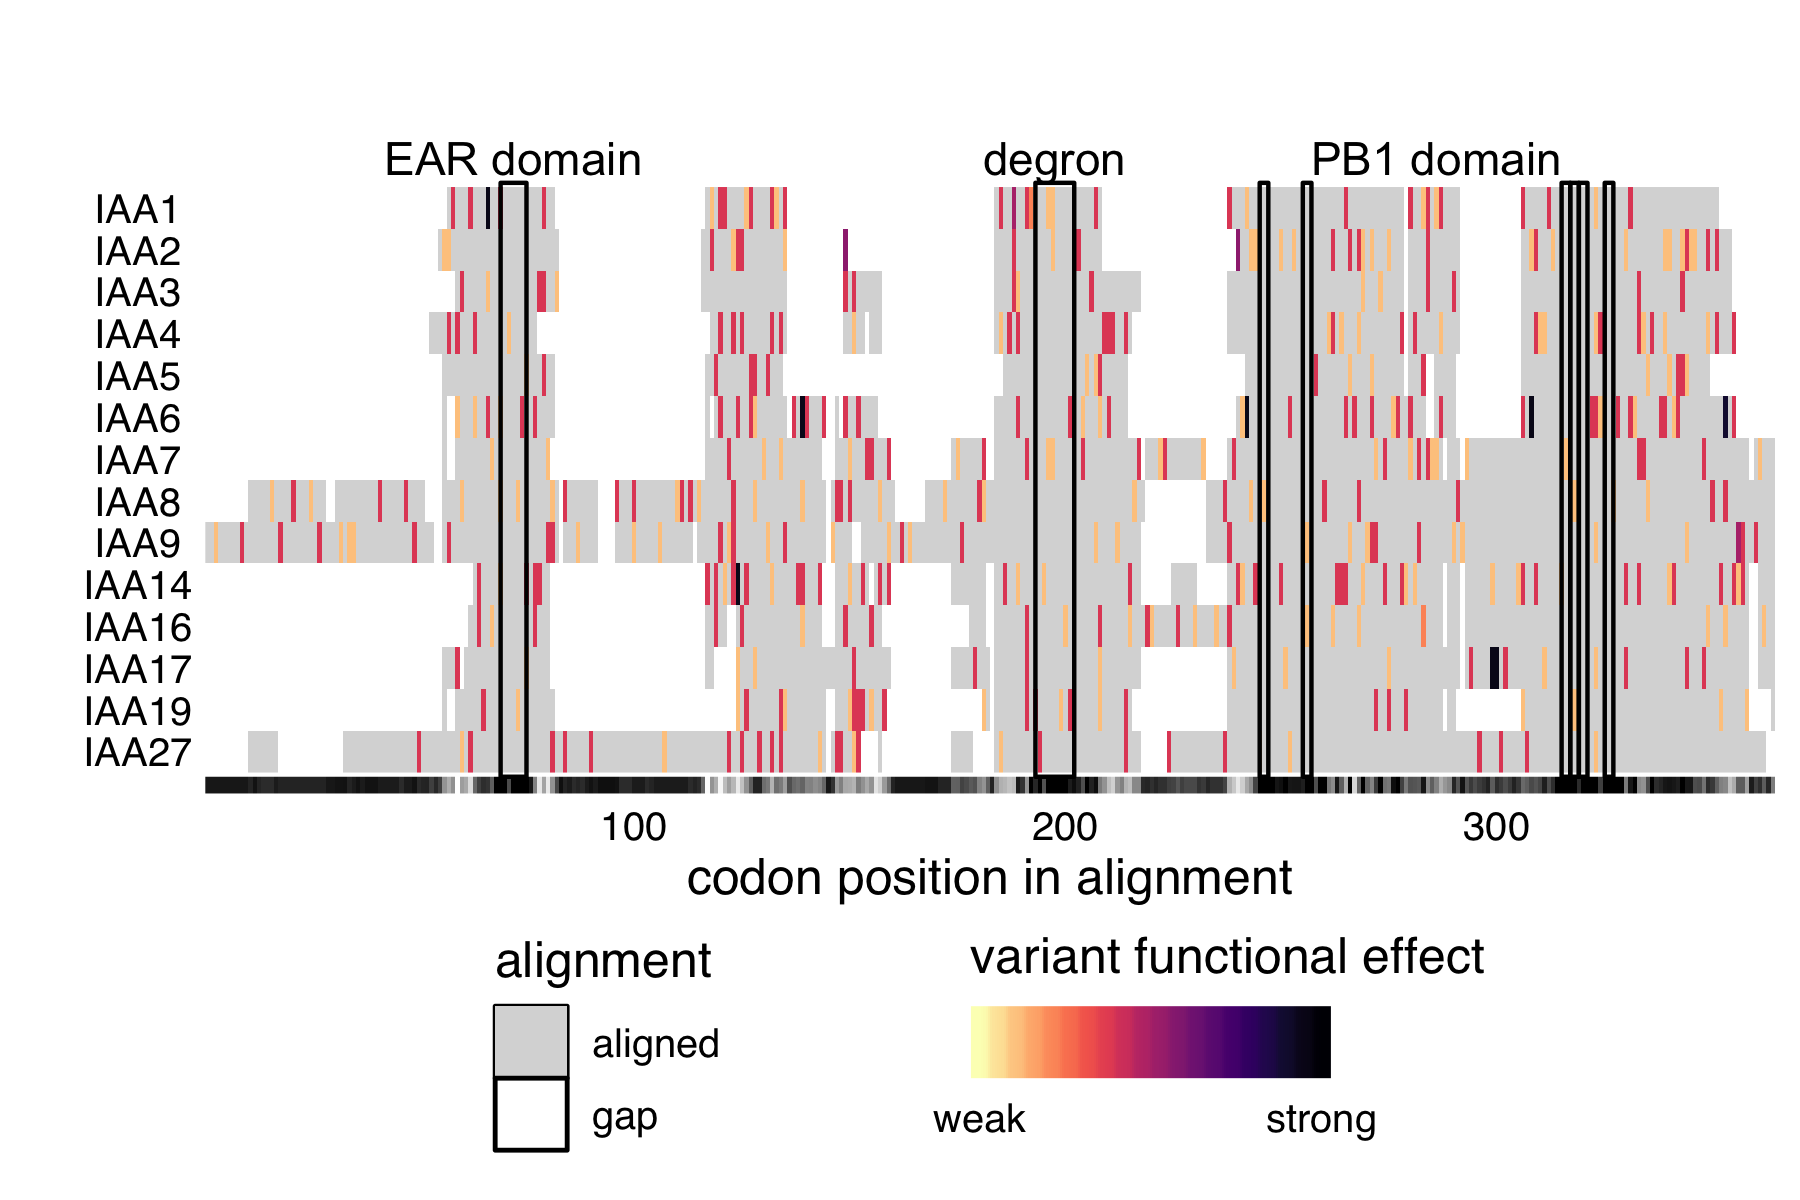 EAR domain degron PB1 domain
IAA1
IAA2
IAA3
IAA4
IAA5
IAA6
IAA7
IAA8
IAA9
IAA14
IAA16
IAA17
IAA19
IAA27
100 200 300
codon position in alignment
alignment
aligned
gap
variant functional effect
weak strong